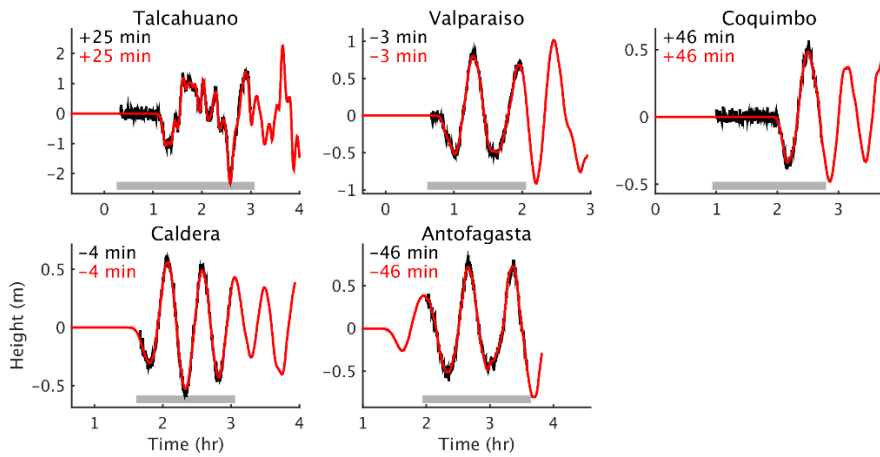 Talcahuano
+25 min
+25 min
2
1
0
-1
-2
0
1
2
3
4
Valparaiso
-3 min
-3 min
1
0.5
0
-0.5
-1
0
1
2
3
Coquimbo
+46 min
+46 min
0.5
0
-0.5
0
1
2
3
Caldera
-4 min
-4 min
0.5
0
-0.5
Height (m)
1
2
3
4
Time (hr)
Antofagasta
-46 min
-46 min
0.5
0
-0.5
1
2
3
4
Time (hr)